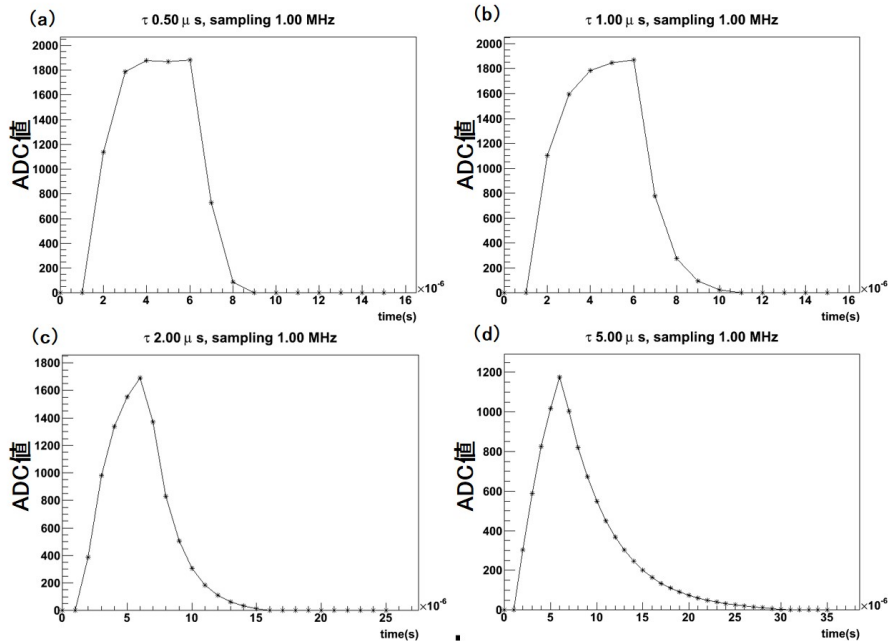 (a)
τ 0.50 μ s, sampling 1.00 MHz
ADC値
2000
1800
1600
1400
1200
1000
800
600
400
200
0
0 2 4 6 8 10 12 14 16
×10⁻⁶
time(s)
(b)
τ 1.00 μ s, sampling 1.00 MHz
ADC値
2000
1800
1600
1400
1200
1000
800
600
400
200
0
0 2 4 6 8 10 12 14 16
×10⁻⁶
time(s)
(c)
τ 2.00 μ s, sampling 1.00 MHz
ADC値
1800
1600
1400
1200
1000
800
600
400
200
0
0 5 10 15 20 25
×10⁻⁶
time(s)
(d)
τ 5.00 μ s, sampling 1.00 MHz
ADC値
1200
1000
800
600
400
200
0
0 5 10 15 20 25 30 35
×10⁻⁶
time(s)